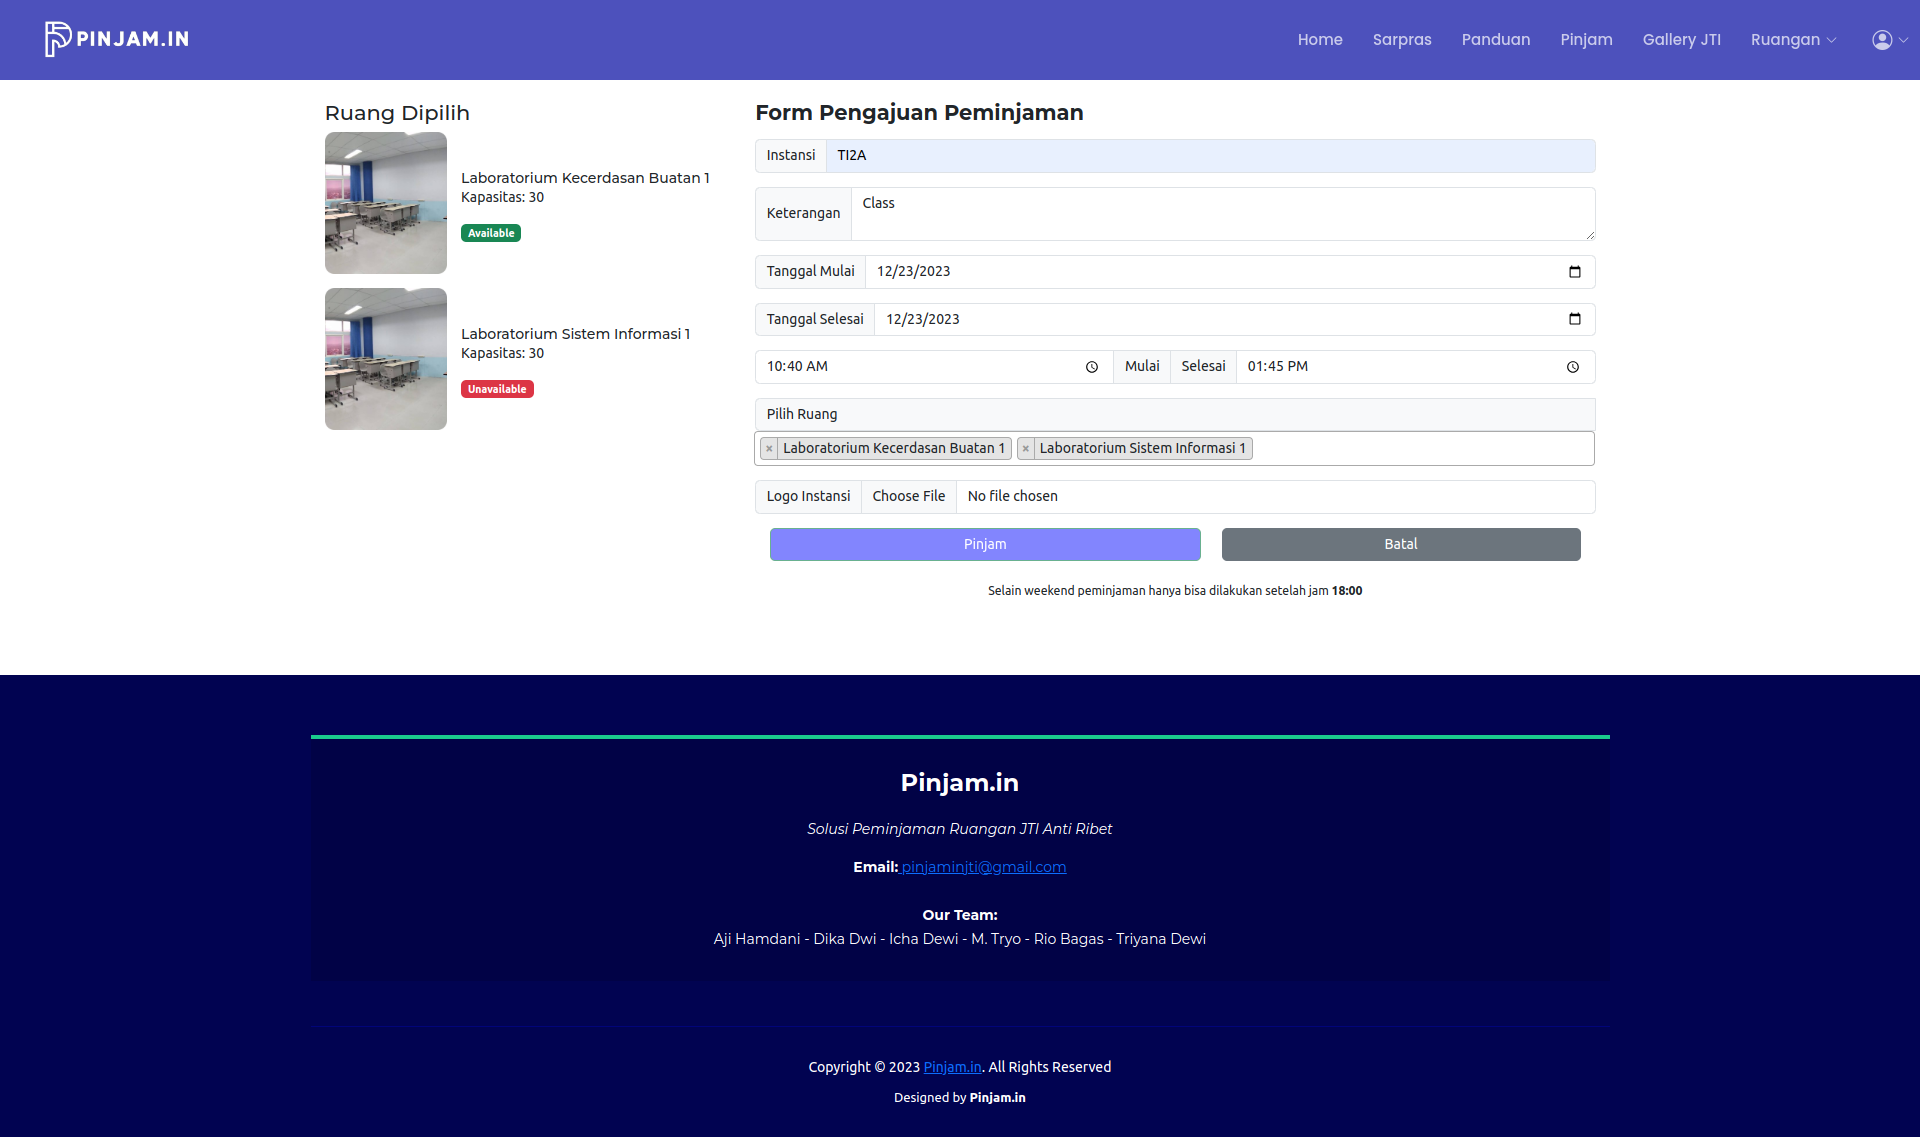 PINJAM.IN
Home Sarpras Panduan Pinjam Gallery JTI Ruangan
Ruang Dipilih
Laboratorium Kecerdasan Buatan 1
Kapasitas: 30
Available
Laboratorium Sistem Informasi 1
Kapasitas: 30
Unavailable
Form Pengajuan Peminjaman
Instansi TI2A
Keterangan Class
Tanggal Mulai 12/23/2023
Tanggal Selesai 12/23/2023
10:40 AM Mulai Selesai 01:45 PM
Pilih Ruang
× Laboratorium Kecerdasan Buatan 1 × Laboratorium Sistem Informasi 1
Logo Instansi Choose File No file chosen
Pinjam Batal
Selain weekend peminjaman hanya bisa dilakukan setelah jam 18:00
Pinjam.in
Solusi Peminjaman Ruangan JTI Anti Ribet
Email: pinjaminjti@gmail.com
Our Team:
Aji Hamdani - Dika Dwi - Icha Dewi - M. Tryo - Rio Bagas - Triyana Dewi
Copyright © 2023 Pinjam.in. All Rights Reserved
Designed by Pinjam.in